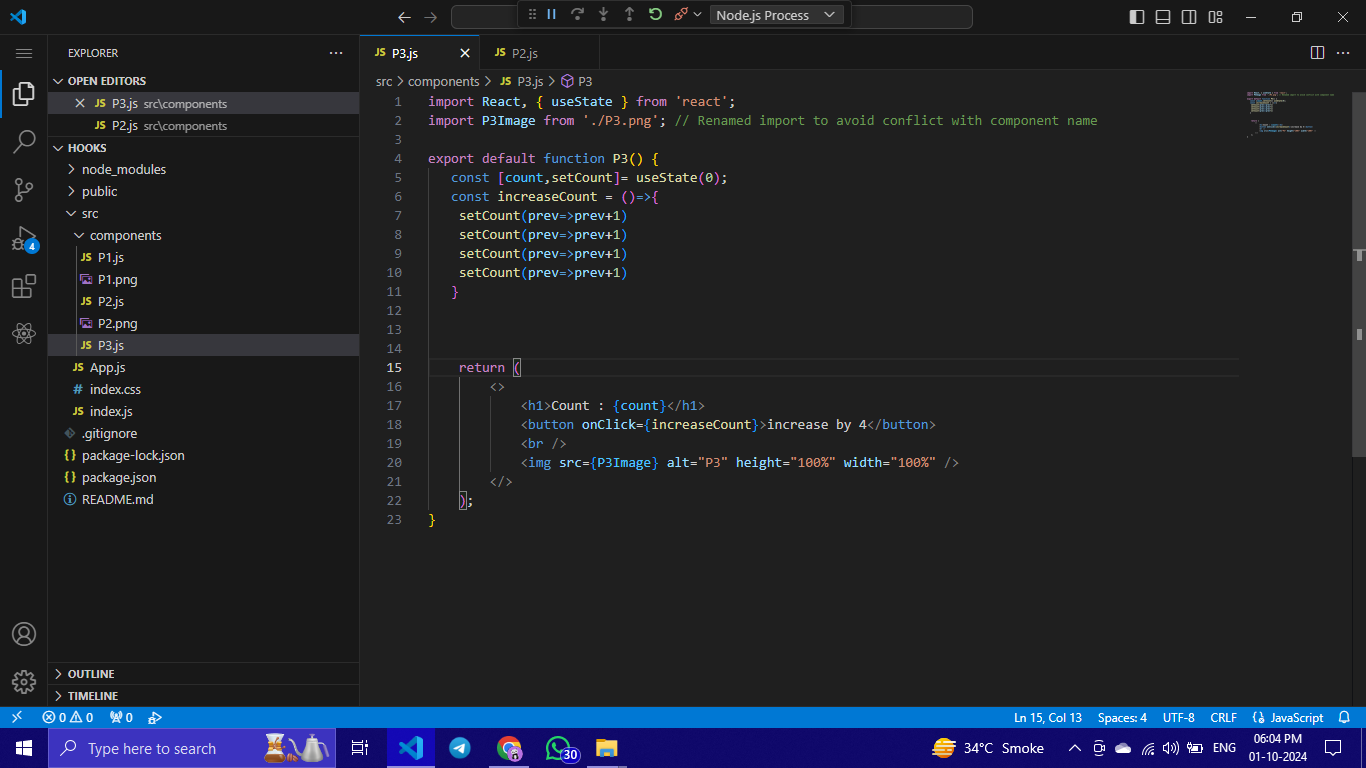 Node.js Process
EXPLORER
OPEN EDITORS
JS P3.js src\components
JS P2.js src\components
HOOKS
node_modules
public
src
components
JS P1.js
P1.png
JS P2.js
P2.png
JS P3.js
JS App.js
# index.css
JS index.js
.gitignore
{} package-lock.json
{} package.json
README.md
OUTLINE
TIMELINE
4
JS P3.js
JS P2.js
src > components > JS P3.js > P3
1 import React, { useState } from 'react';
2 import P3Image from './P3.png'; // Renamed import to avoid conflict with component name
3
4 export default function P3() {
5 const [count,setCount]= useState(0);
6 const increaseCount = ()=>{
7 setCount(prev=>prev+1)
8 setCount(prev=>prev+1)
9 setCount(prev=>prev+1)
10 setCount(prev=>prev+1)
11 }
12
13
14
15 return (
16 <>
17 <h1>Count : {count}</h1>
18 <button onClick={increaseCount}>increase by 4</button>
19 <br />
20 <img src={P3Image} alt="P3" height="100%" width="100%" />
21 </>
22 );
23 }
0 0 0
Ln 15, Col 13 Spaces: 4 UTF-8 CRLF {} JavaScript
Type here to search
30
34°C Smoke
ENG
06:04 PM
01-10-2024